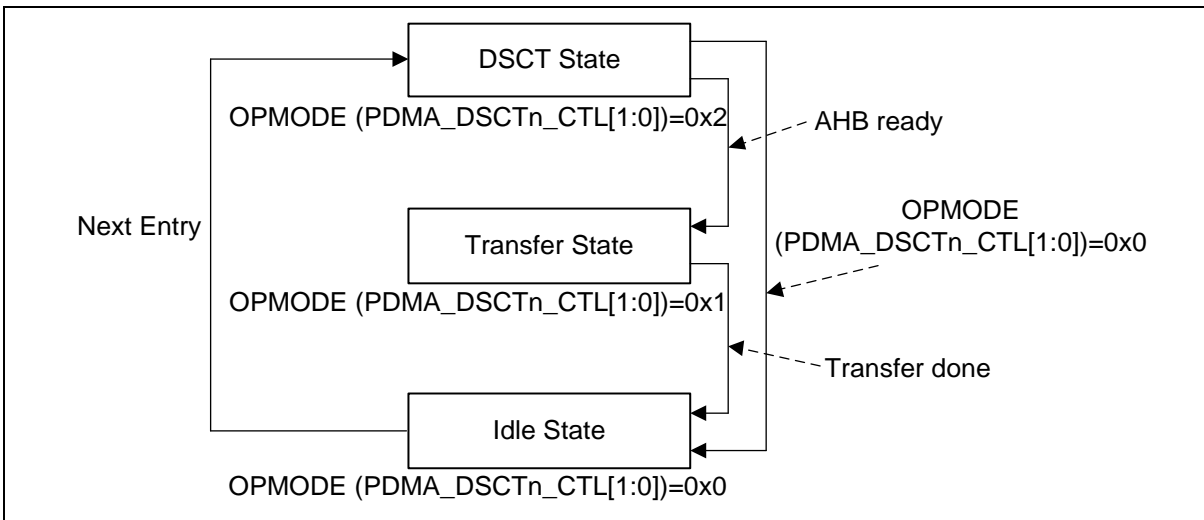 DSCT State
OPMODE (PDMA_DSCTn_CTL[1:0])=0x2
AHB ready
Next Entry
OPMODE
(PDMA_DSCTn_CTL[1:0])=0x0
Transfer State
OPMODE (PDMA_DSCTn_CTL[1:0])=0x1
Transfer done
Idle State
OPMODE (PDMA_DSCTn_CTL[1:0])=0x0